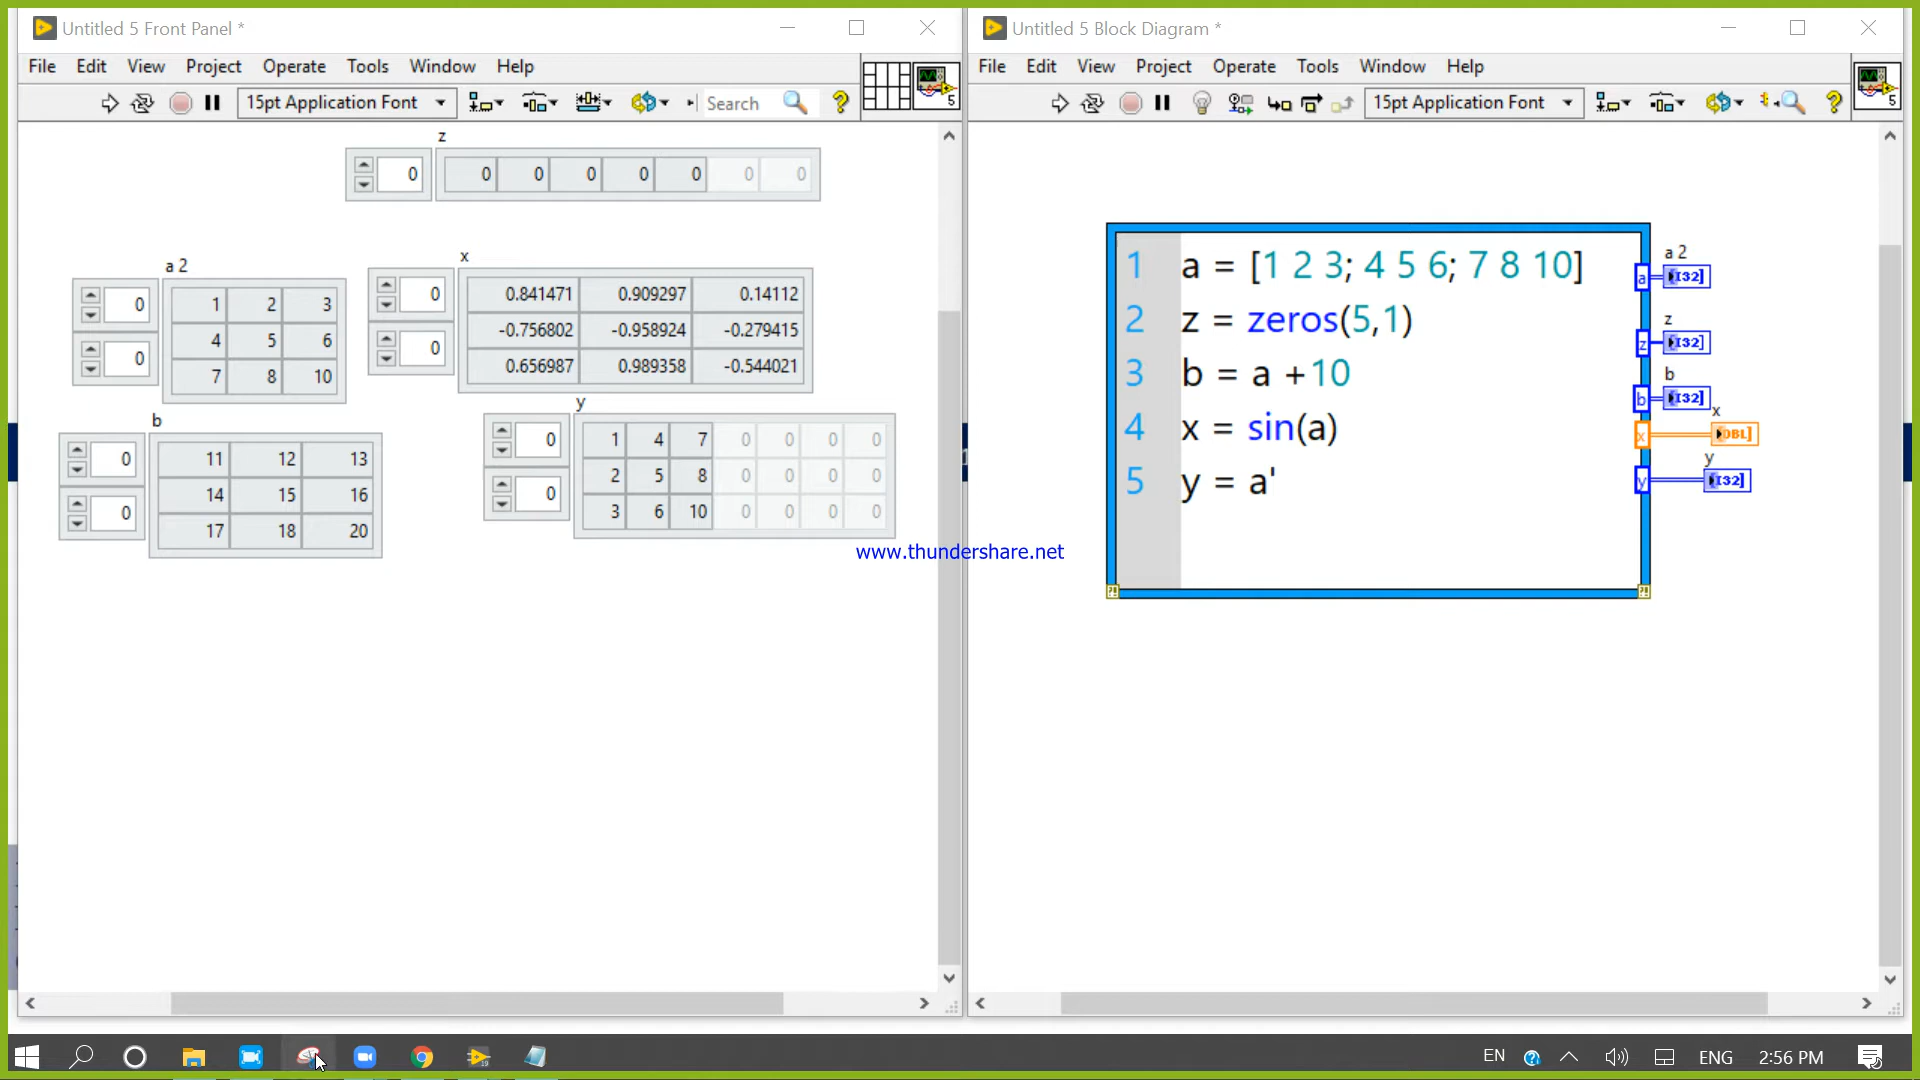 Untitled 5 Front Panel *
File Edit View Project Operate Tools Window Help
15pt Application Font
Search
5
z
0 0 0 0 0 0 0 0
a 2
0 1 2 3
4 5 6
0 7 8 10
x
0 0.841471 0.909297 0.14112
0 -0.756802 -0.958924 -0.279415
0.656987 0.989358 -0.544021
b
0 11 12 13
14 15 16
0 17 18 20
y
0 1 4 7 0 0 0 0
2 5 8 0 0 0 0
0 3 6 10 0 0 0 0
www.thundershare.net
Untitled 5 Block Diagram *
File Edit View Project Operate Tools Window Help
15pt Application Font
5
1 a = [1 2 3; 4 5 6; 7 8 10]
2 z = zeros(5,1)
3 b = a +10
4 x = sin(a)
5 y = a'
a 2
a I32]
z
z I32]
b
b I32]
x
x DBL]
y
y I32]
EN ENG 2:56 PM